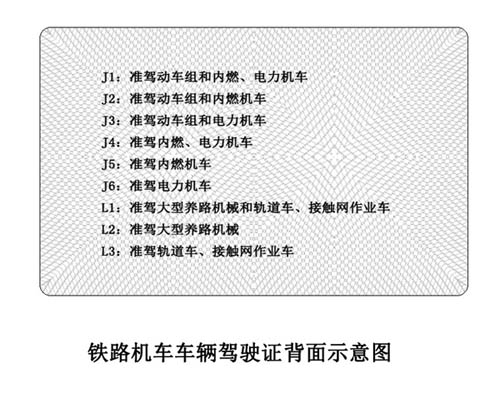 J1：准驾动车组和内燃、电力机车
J2：准驾动车组和内燃机车
J3：准驾动车组和电力机车
J4：准驾内燃、电力机车
J5：准驾内燃机车
J6：准驾电力机车
L1：准驾大型养路机械和轨道车、接触网作业车
L2：准驾大型养路机械
L3：准驾轨道车、接触网作业车
铁路机车车辆驾驶证背面示意图